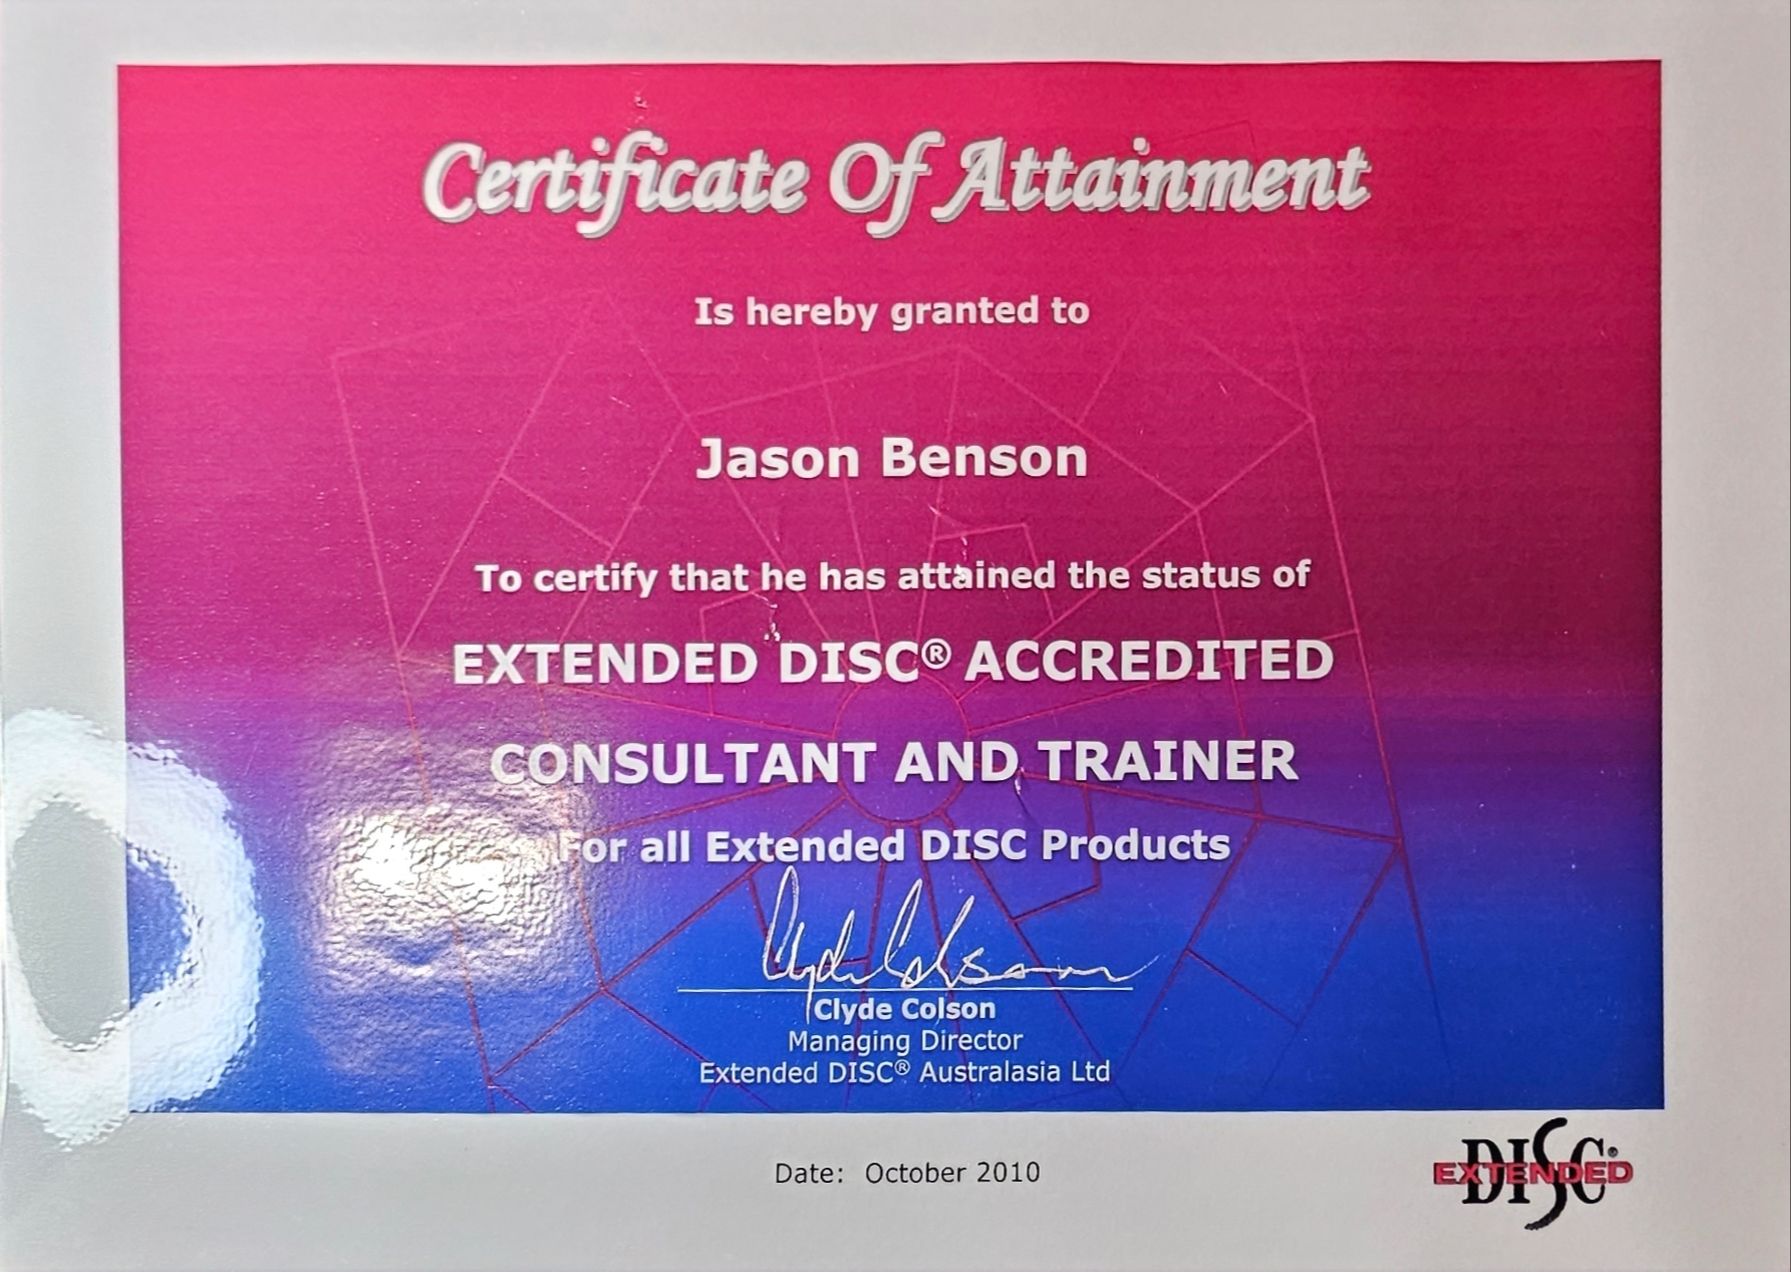 Certificate Of Attainment
Is hereby granted to
Jason Benson
To certify that he has attained the status of
EXTENDED DISC® ACCREDITED
CONSULTANT AND TRAINER
For all Extended DISC Products
Clyde Colson
Clyde Colson
Managing Director
Extended DISC® Australasia Ltd
Date: October 2010
DISC®
EXTENDED